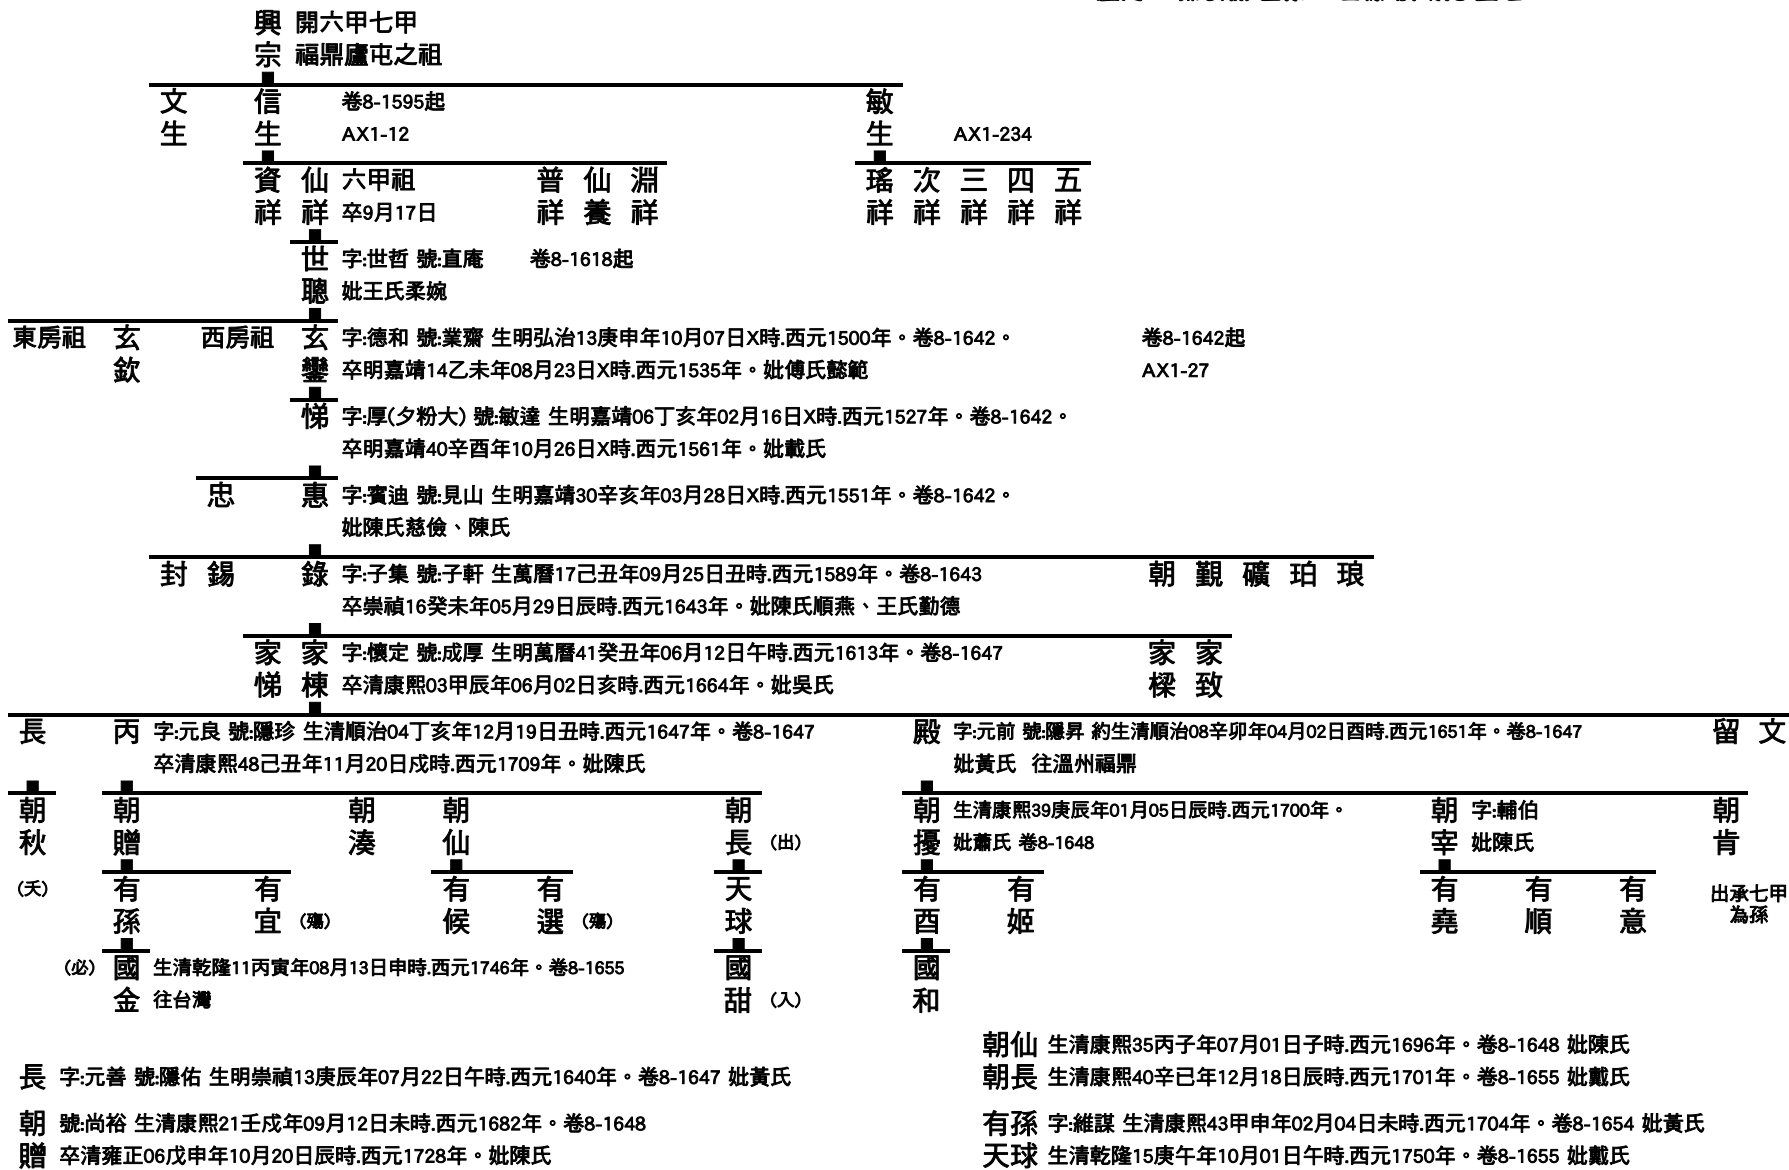 興宗 開六甲七甲
福鼎廬屯之祖
文生 信生 卷8-1595起 敏生
AX1-12 AX1-234
資祥 仙祥 六甲祖 普祥 仙養 淵祥 瑤祥 次祥 三祥 四祥 五祥
卒9月17日
世聰 字:世哲 號:直庵 卷8-1618起
妣王氏柔婉
東房祖 玄欽 西房祖 玄鑾 字:德和 號:業齋 生明弘治13庚申年10月07日X時.西元1500年。卷8-1642。 卷8-1642起
卒明嘉靖14乙未年08月23日X時.西元1535年。妣傅氏懿範 AX1-27
悌 字:厚(夕粉大) 號:敏達 生明嘉靖06丁亥年02月16日X時.西元1527年。卷8-1642。
卒明嘉靖40辛酉年10月26日X時.西元1561年。妣戴氏
忠 惠 字:賓迪 號:見山 生明嘉靖30辛亥年03月28日X時.西元1551年。卷8-1642。
妣陳氏慈儉、陳氏
封 錫 錄 字:子集 號:子軒 生萬曆17己丑年09月25日丑時.西元1589年。卷8-1643 朝 覲 礦 珀 琅
卒崇禎16癸未年05月29日辰時.西元1643年。妣陳氏順燕、王氏勤德
家悌 家棟 字:懷定 號:成厚 生明萬曆41癸丑年06月12日午時.西元1613年。卷8-1647 家樑 家致
卒清康熙03甲辰年06月02日亥時.西元1664年。妣吳氏
長 丙 字:元良 號:隱珍 生清順治04丁亥年12月19日丑時.西元1647年。卷8-1647 殿 字:元前 號:隱昇 約生清順治08辛卯年04月02日酉時.西元1651年。卷8-1647 留 文
卒清康熙48己丑年11月20日戌時.西元1709年。妣陳氏 妣黃氏 往溫州福鼎
朝秋 朝贈 朝湊 朝仙 朝長 (出) 朝擾 生清康熙39庚辰年01月05日辰時.西元1700年。 朝宰 字:輔伯 朝肯
妣蕭氏 卷8-1648 妣陳氏
(夭) 有孫 有宜 (殤) 有候 有選 (殤) 天球 有酉 有姬 有堯 有順 有意 出承七甲
為孫
(必) 國金 生清乾隆11丙寅年08月13日申時.西元1746年。卷8-1655 國甜 (入) 國和
往台灣
朝仙 生清康熙35丙子年07月01日子時.西元1696年。卷8-1648 妣陳氏
長 字:元善 號:隱佑 生明崇禎13庚辰年07月22日午時.西元1640年。卷8-1647 妣黃氏
朝長 生清康熙40辛已年12月18日辰時.西元1701年。卷8-1655 妣戴氏
朝贈 號:尚裕 生清康熙21壬戌年09月12日未時.西元1682年。卷8-1648
卒清雍正06戊申年10月20日辰時.西元1728年。妣陳氏
有孫 字:維謀 生清康熙43甲申年02月04日未時.西元1704年。卷8-1654 妣黃氏
天球 生清乾隆15庚午年10月01日午時.西元1750年。卷8-1655 妣戴氏